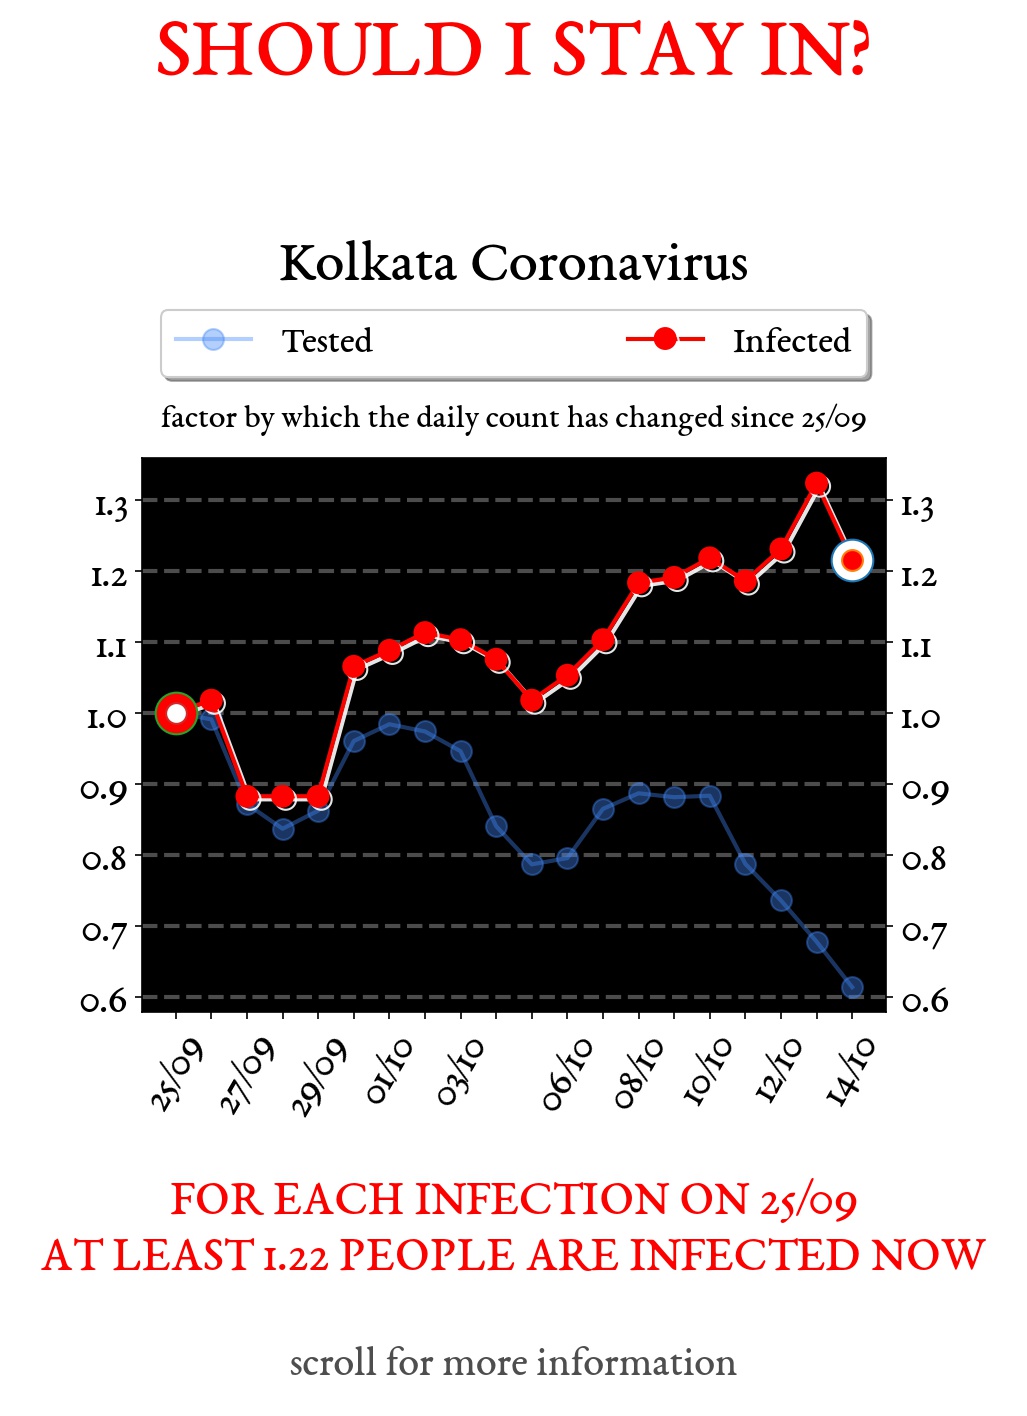 SHOULD I STAY IN?
Kolkata Coronavirus
Tested Infected
factor by which the daily count has changed since 25/09
1.3 1.3
1.2 1.2
1.1 1.1
1.0 1.0
0.9 0.9
0.8 0.8
0.7 0.7
0.6 0.6
25/09 27/09 29/09 01/10 03/10 06/10 08/10 10/10 12/10 14/10
FOR EACH INFECTION ON 25/09
AT LEAST 1.22 PEOPLE ARE INFECTED NOW
scroll for more information